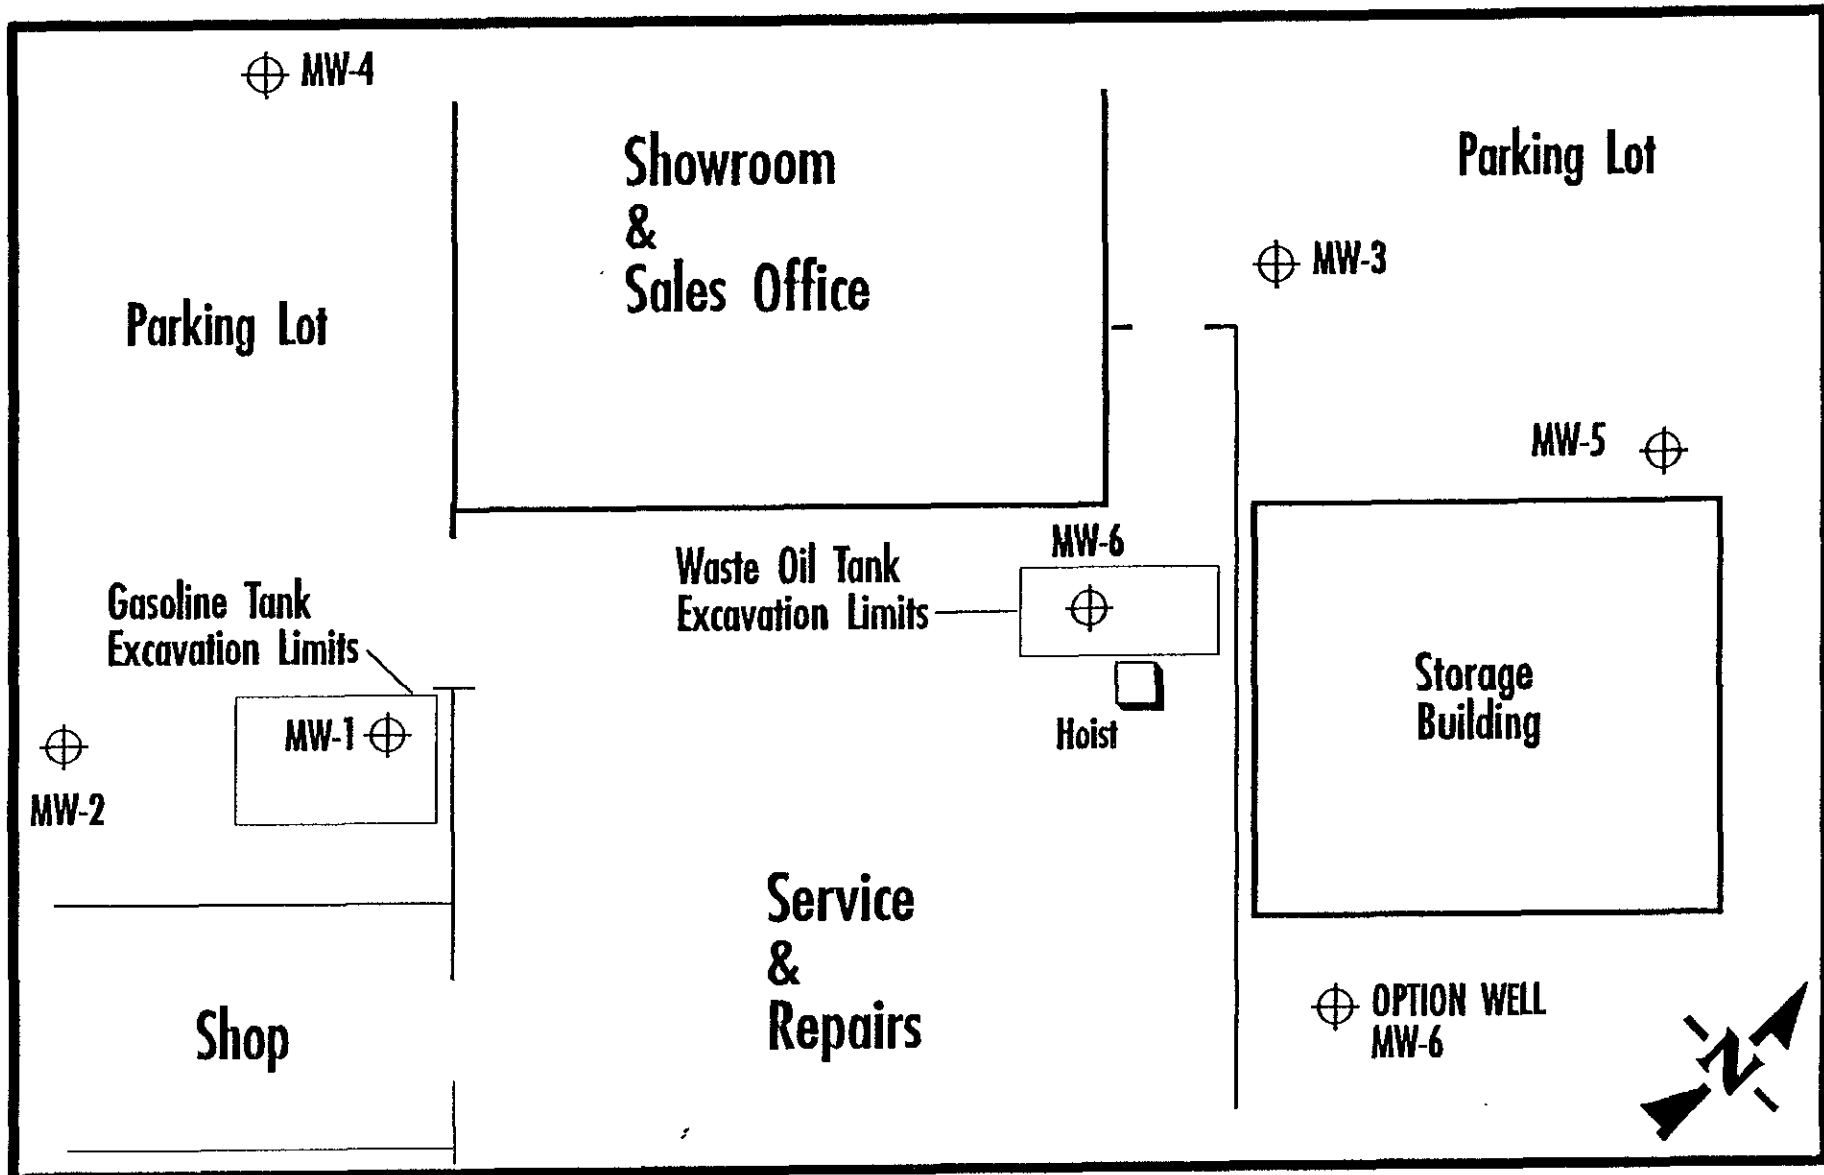 MW-4
Showroom
&
Sales Office
Parking Lot
MW-3
Parking Lot
MW-5
MW-6
Waste Oil Tank
Excavation Limits
Gasoline Tank
Excavation Limits
MW-1
MW-2
Hoist
Storage
Building
Service
&
Repairs
Shop
OPTION WELL
MW-6
N